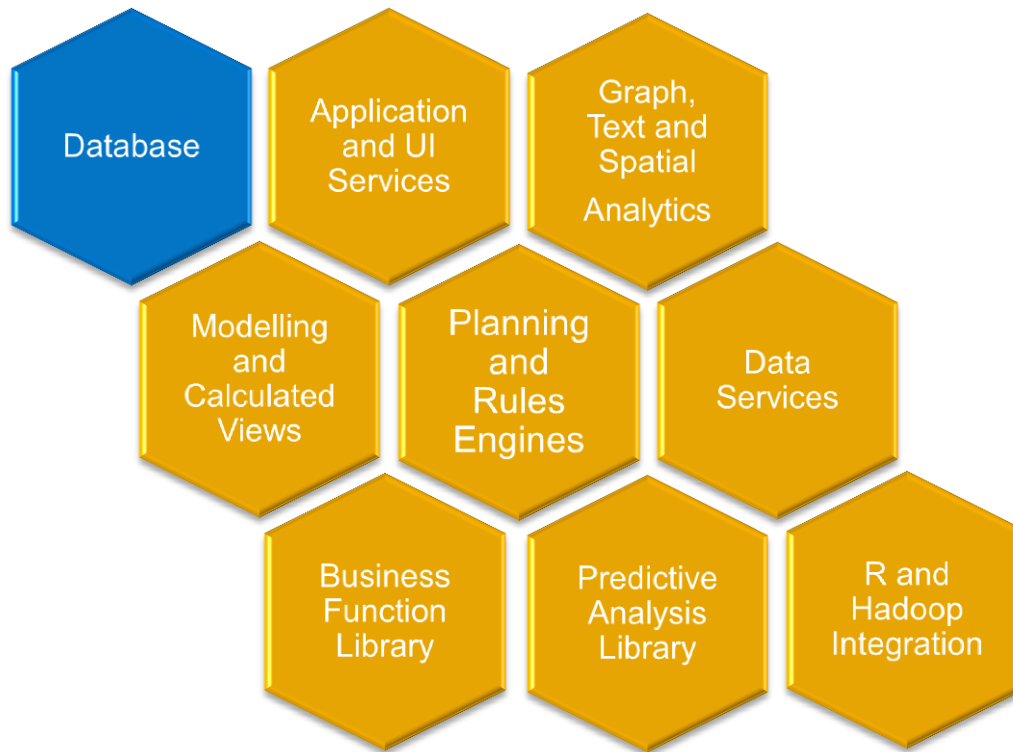 Database
Application
and UI
Services
Graph,
Text and
Spatial
Analytics
Modelling
and
Calculated
Views
Planning
and
Rules
Engines
Data
Services
Business
Function
Library
Predictive
Analysis
Library
R and
Hadoop
Integration